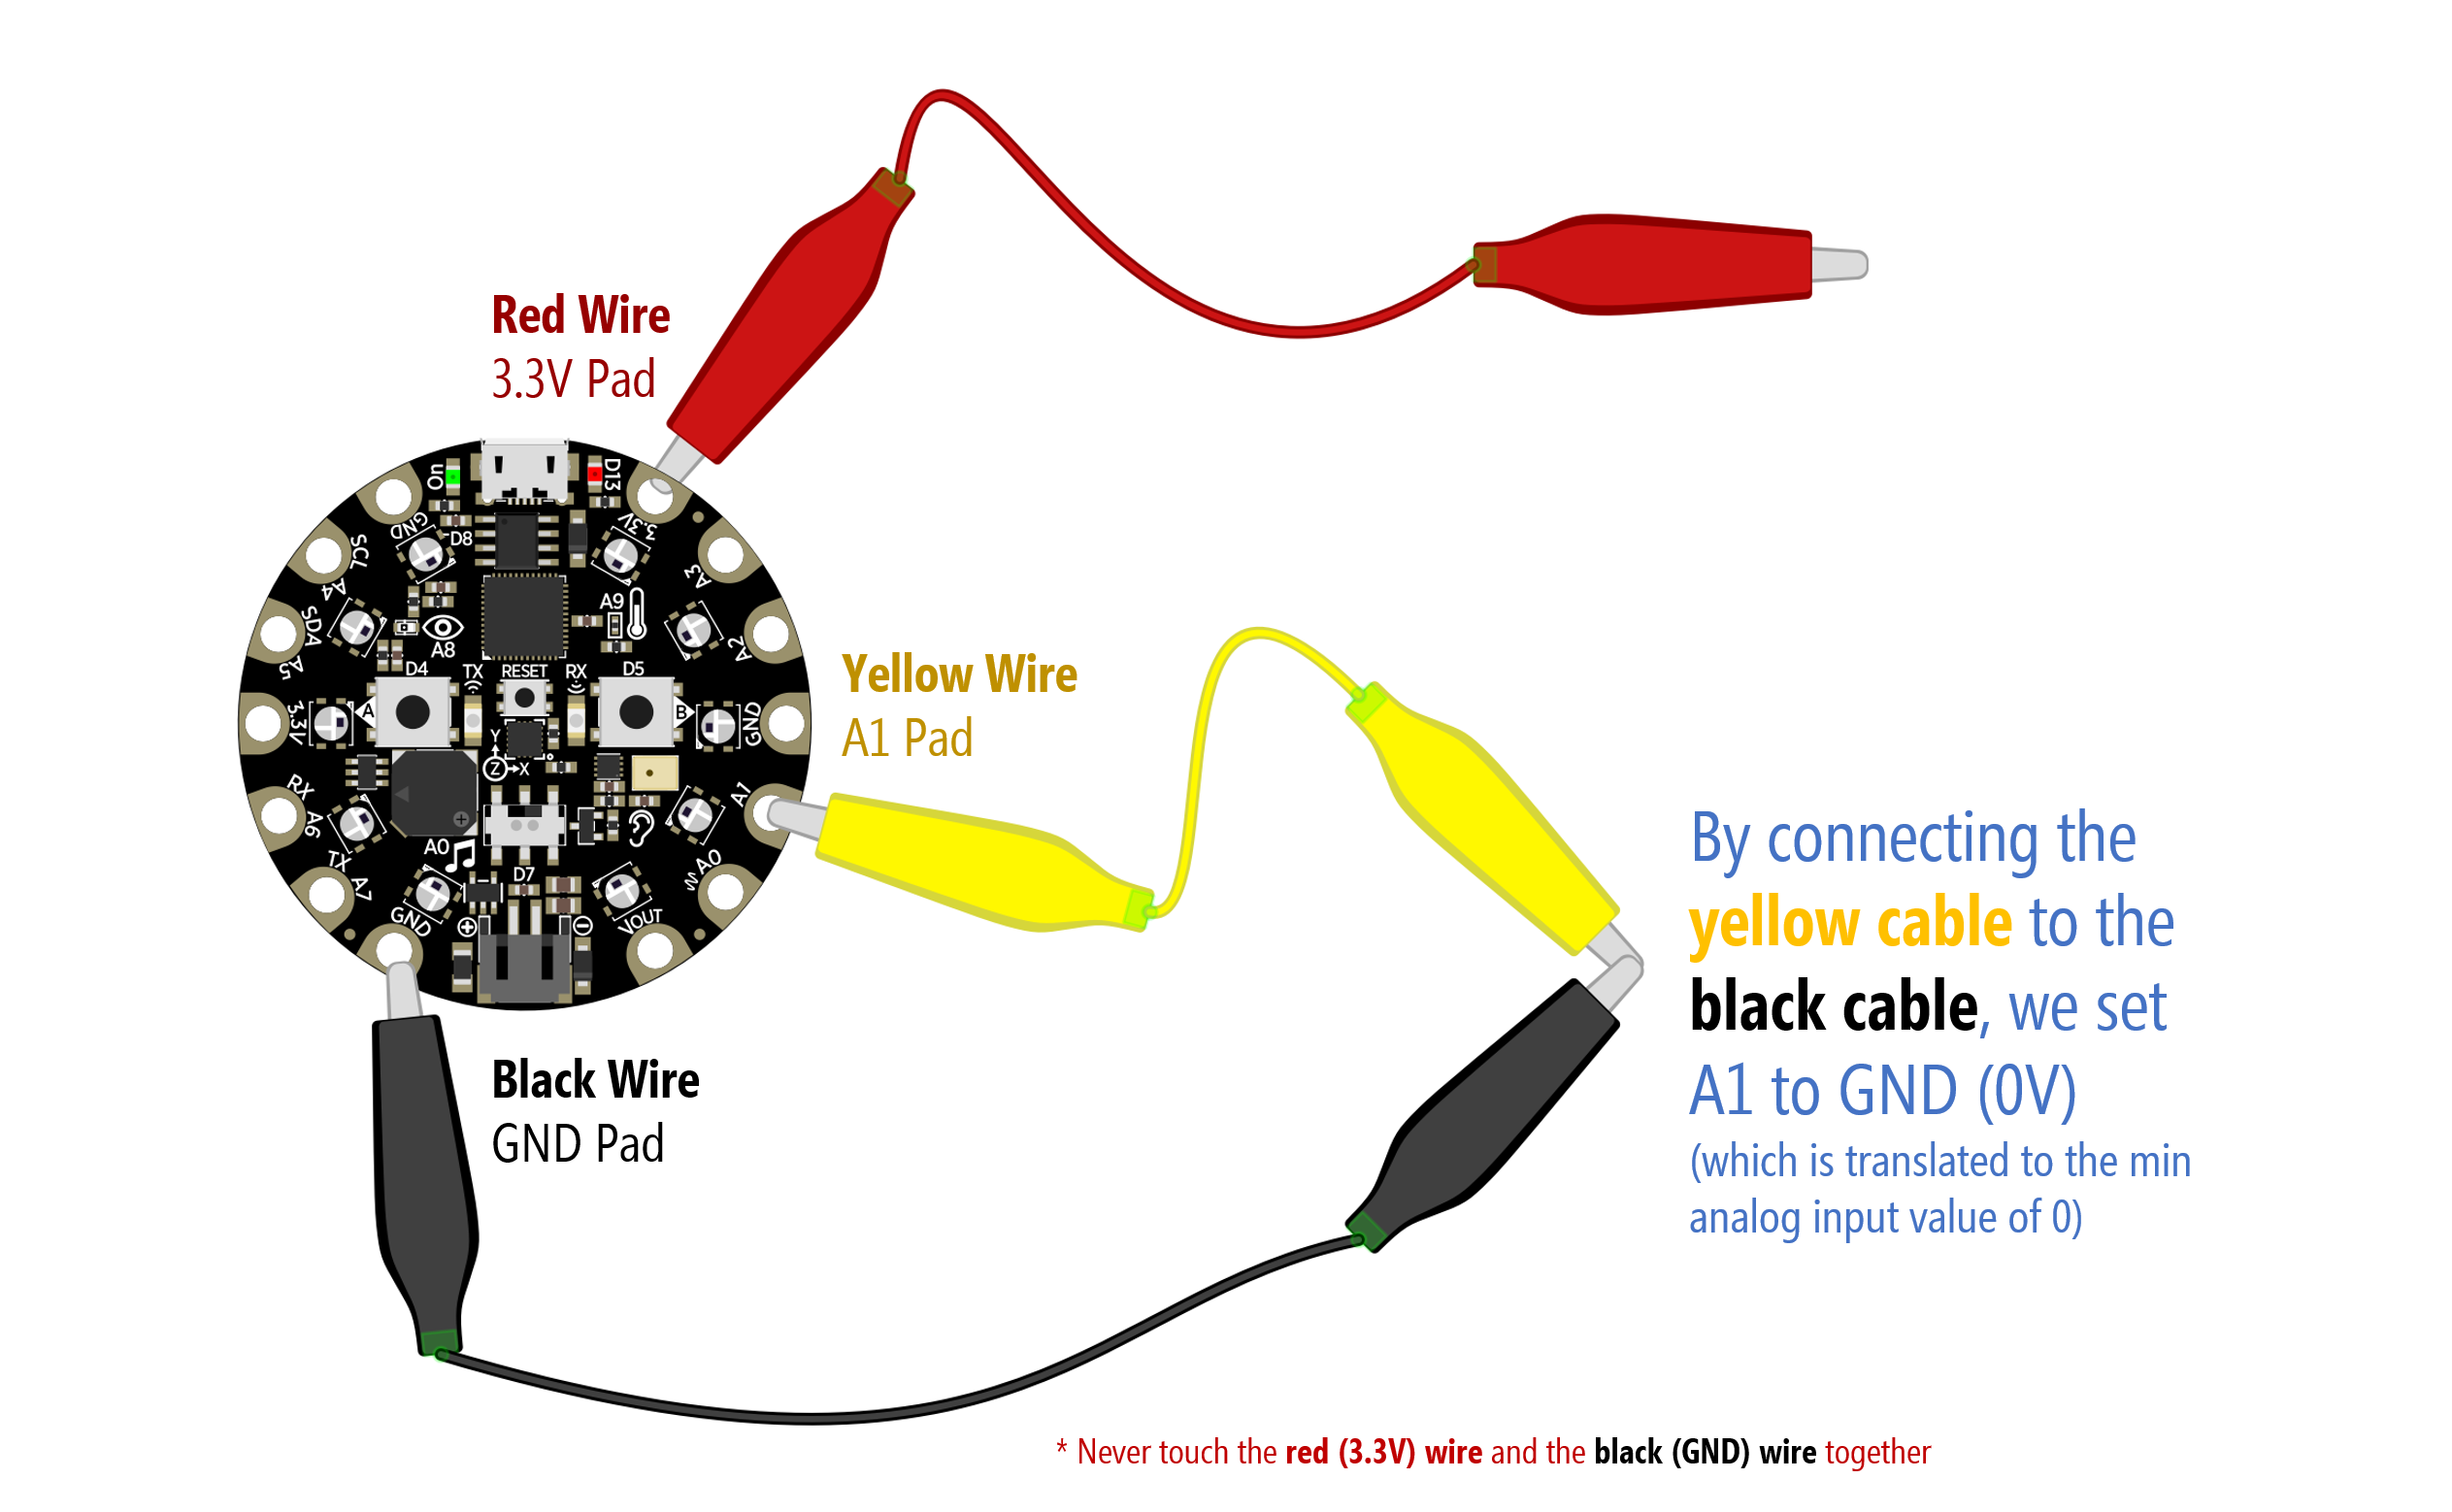 Red Wire
3.3V Pad
On
D13
GND
D8
3.3V
SCL
A4
A3
A9
SDA
A5
A8
A2
D4
TX
RESET
RX
D5
Yellow Wire
A1 Pad
3.3V
A
B
GND
Y
Z
X
RX
A6
A1
By connecting the
yellow cable to the
black cable, we set
A1 to GND (0V)
(which is translated to the min
analog input value of 0)
A0
TX
A7
D7
A0
GND
VOUT
Black Wire
GND Pad
* Never touch the red (3.3V) wire and the black (GND) wire together